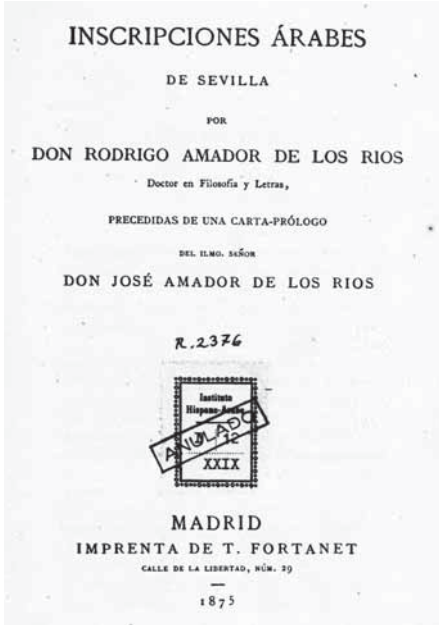 INSCRIPCIONES ÁRABES
DE SEVILLA
POR
DON RODRIGO AMADOR DE LOS RIOS
Doctor en Filosofía y Letras,
PRECEDIDAS DE UNA CARTA-PRÓLOGO
DEL ILMO. SEÑOR
DON JOSÉ AMADOR DE LOS RIOS
R.2376
Instituto
Hispano-Arabe
ANULADO
12
XXIX
MADRID
IMPRENTA DE T. FORTANET
CALLE DE LA LIBERTAD, NÚM. 29
1875